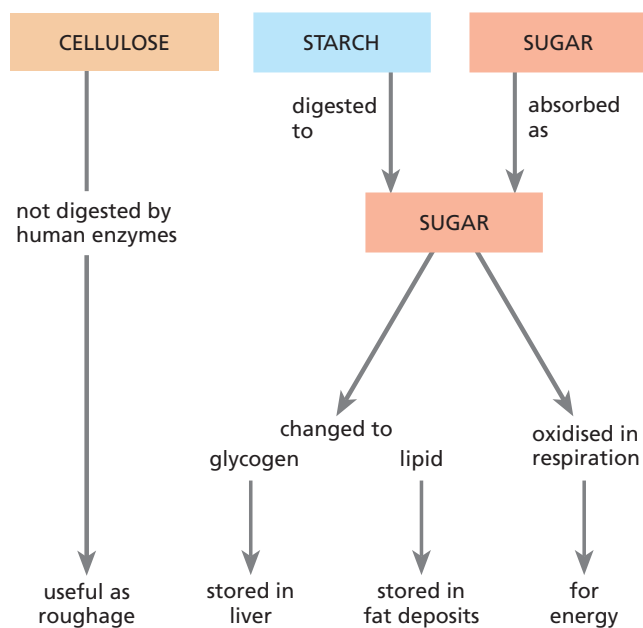 CELLULOSE
STARCH
SUGAR
digested
to
absorbed
as
not digested by
human enzymes
SUGAR
changed to
glycogen
lipid
oxidised in
respiration
useful as
roughage
stored in
liver
stored in
fat deposits
for
energy